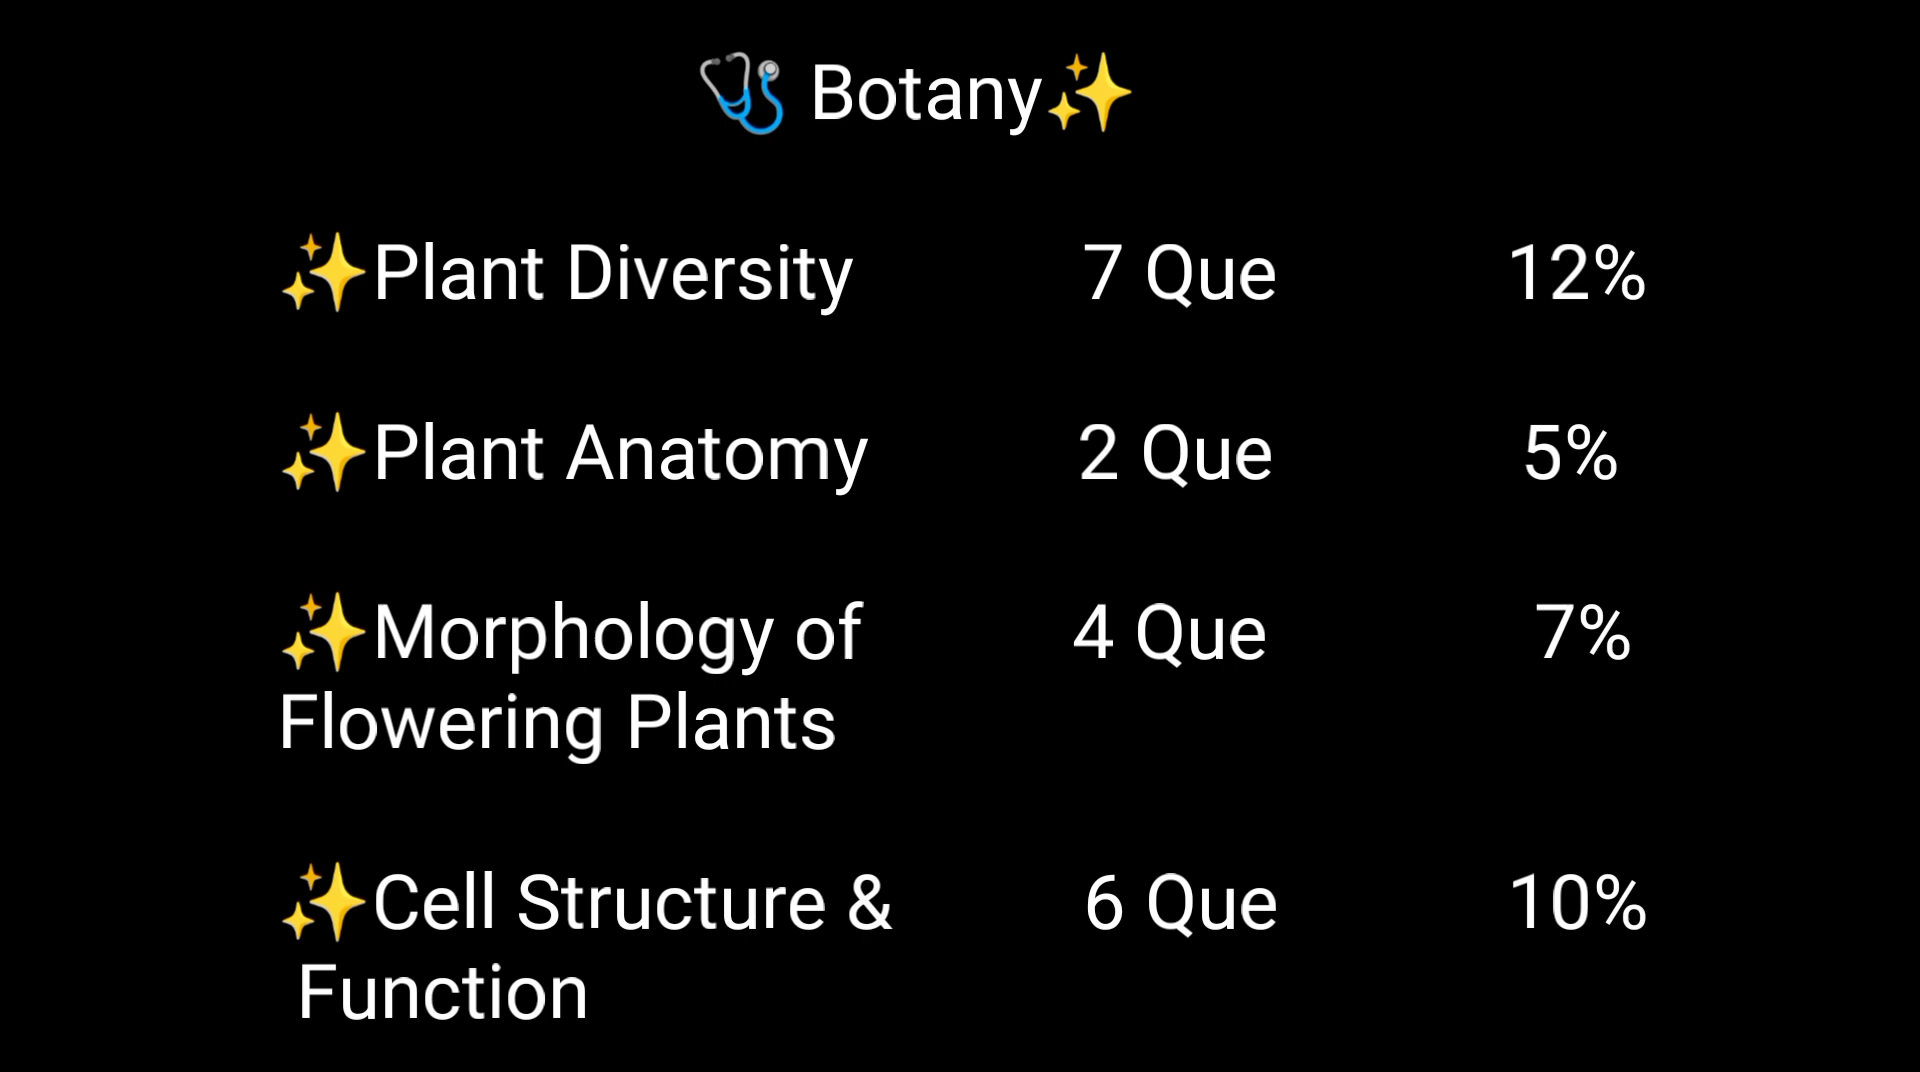 🩺 Botany✨
✨Plant Diversity 7 Que 12%
✨Plant Anatomy 2 Que 5%
✨Morphology of 4 Que 7%
Flowering Plants
✨Cell Structure & 6 Que 10%
Function